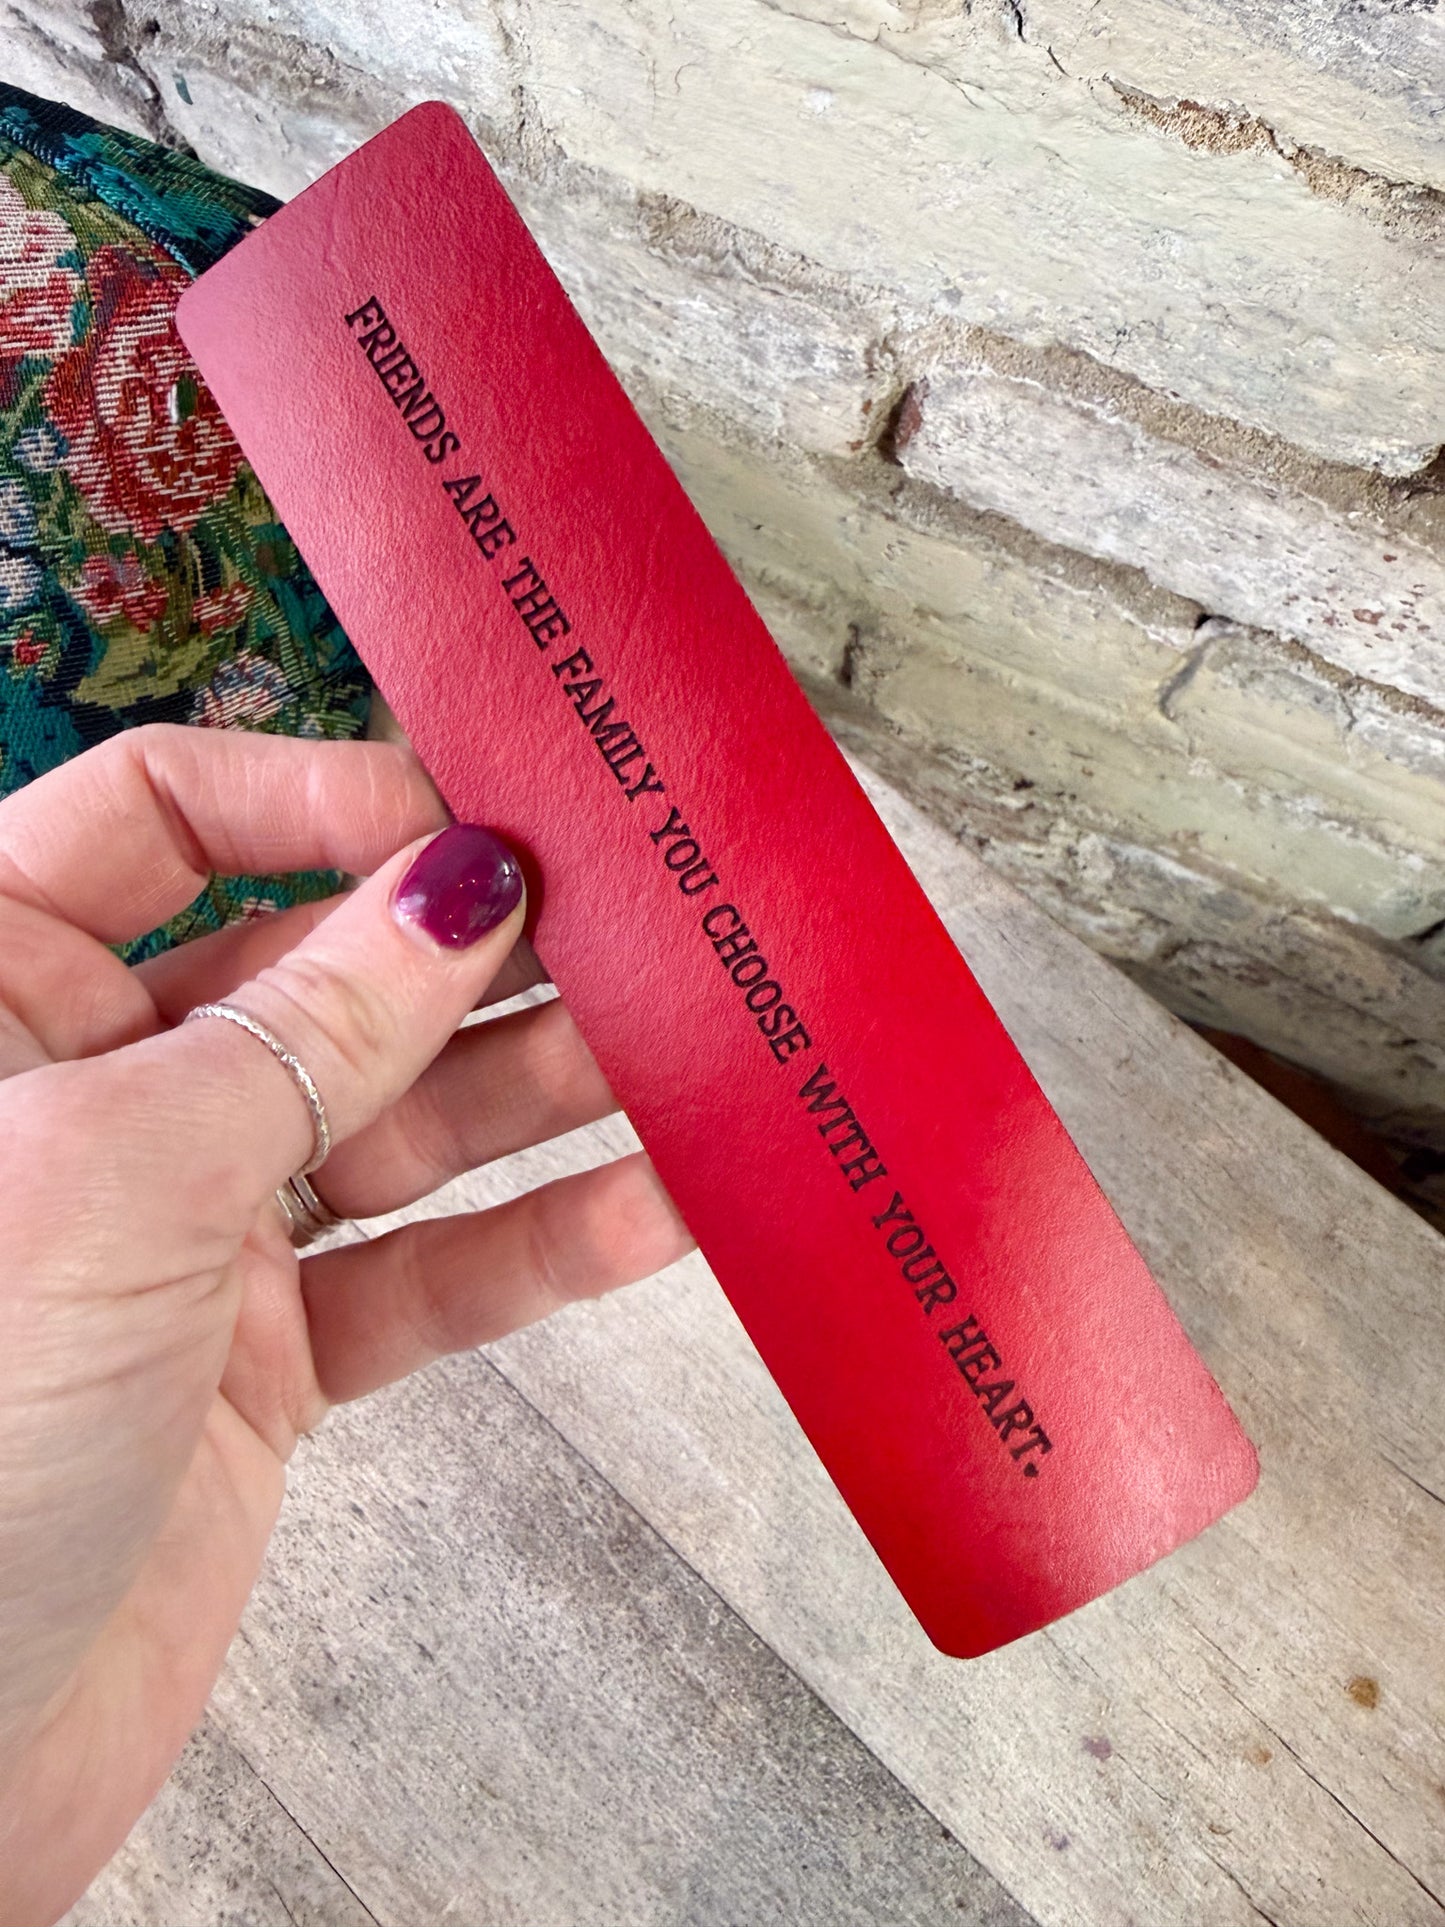 FRIENDS ARE THE FAMILY YOU CHOOSE WITH YOUR HEART.